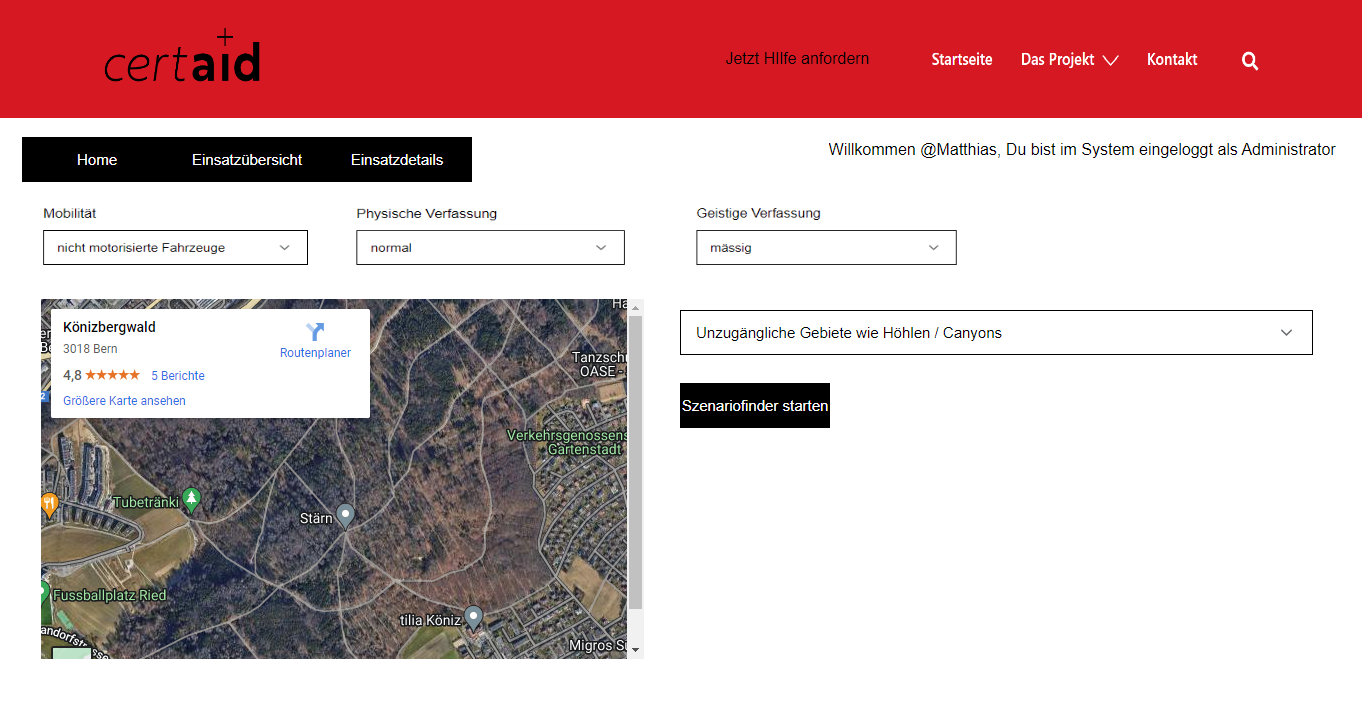 certaid
Jetzt HIlfe anfordern
Startseite
Das Projekt
Kontakt
Home
Einsatzübersicht
Einsatzdetails
Willkommen @Matthias, Du bist im System eingeloggt als Administrator
Mobilität
Physische Verfassung
Geistige Verfassung
nicht motorisierte Fahrzeuge
normal
mässig
Könizbergwald
3018 Bern
Routenplaner
4,8
5 Berichte
Größere Karte ansehen
Ha
Tanzschu
OASE -
Verkehrsgenossens
Gartenstadt
Tubetränki
Stärn
Fussballplatz Ried
tilia Köniz
andorfstrasse
Migros Su
Unzugängliche Gebiete wie Höhlen / Canyons
Szenariofinder starten